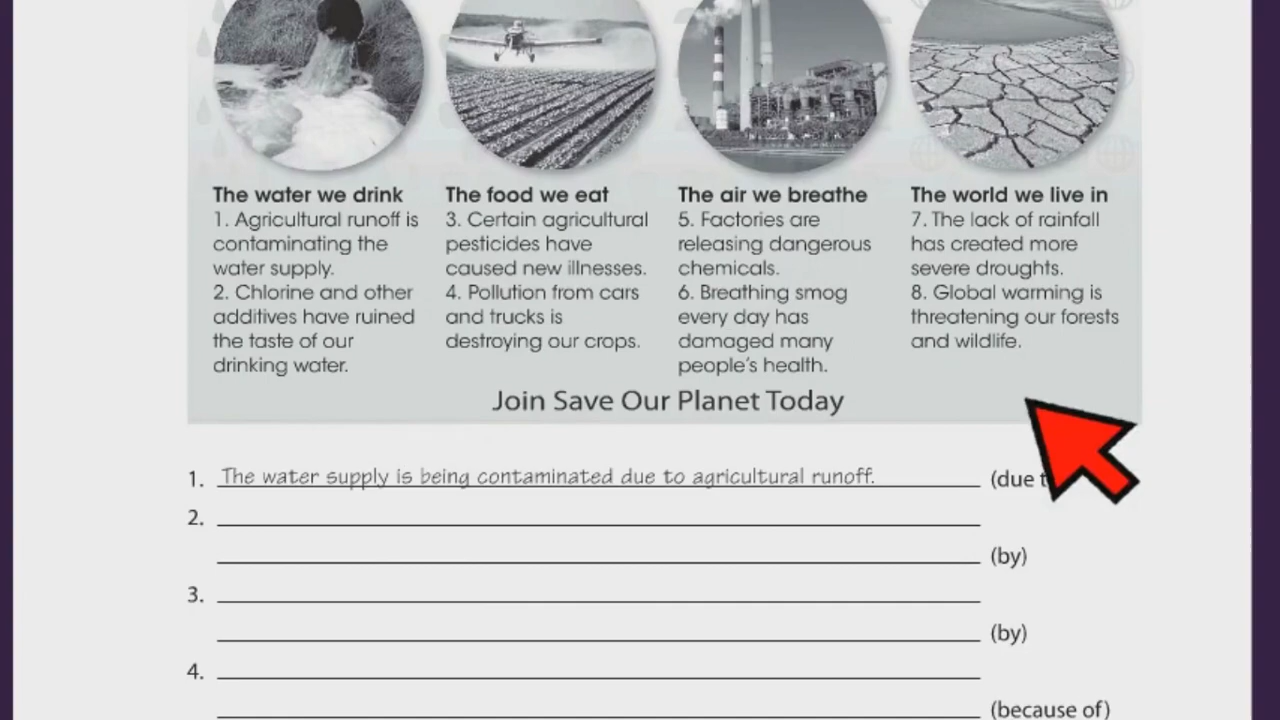 The water we drink
1. Agricultural runoff is
contaminating the
water supply.
2. Chlorine and other
additives have ruined
the taste of our
drinking water.
The food we eat
3. Certain agricultural
pesticides have
caused new illnesses.
4. Pollution from cars
and trucks is
destroying our crops.
The air we breathe
5. Factories are
releasing dangerous
chemicals.
6. Breathing smog
every day has
damaged many
people's health.
The world we live in
7. The lack of rainfall
has created more
severe droughts.
8. Global warming is
threatening our forests
and wildlife.
Join Save Our Planet Today
1. The water supply is being contaminated due to agricultural runoff. (due t
2.
(by)
3.
(by)
4.
(because of)